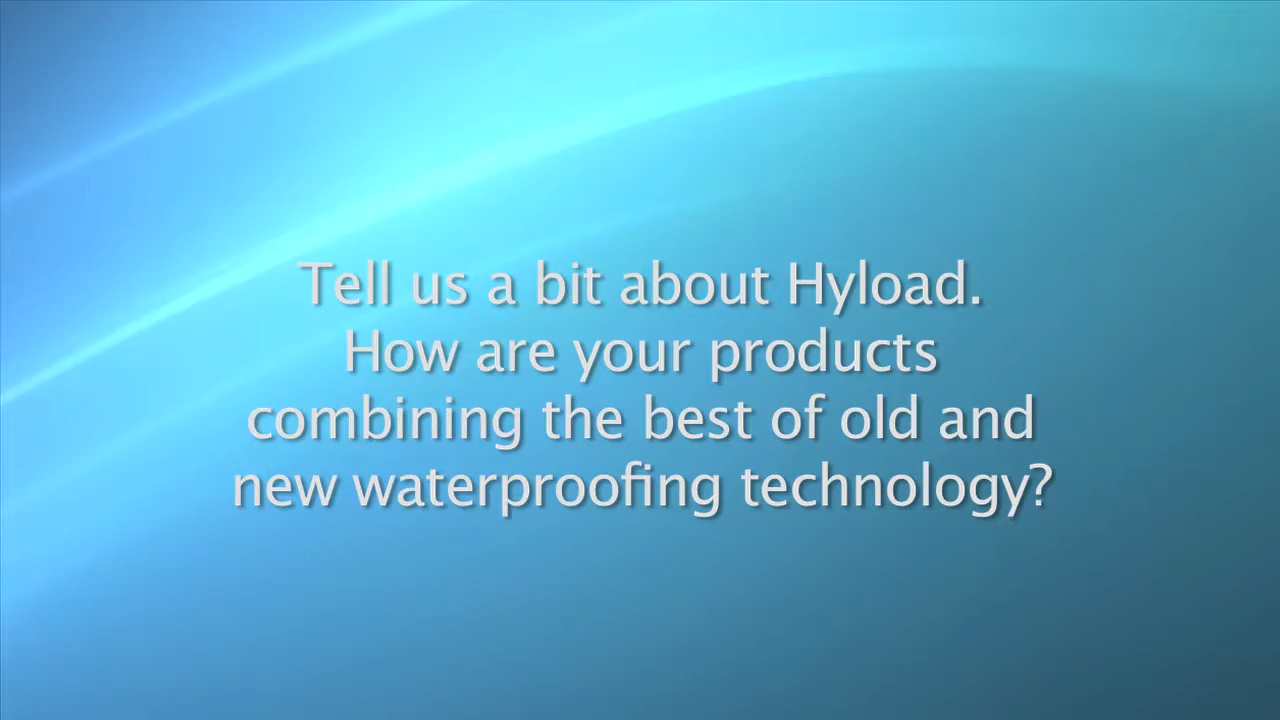 Tell us a bit about Hyload.
How are your products
combining the best of old and
new waterproofing technology?